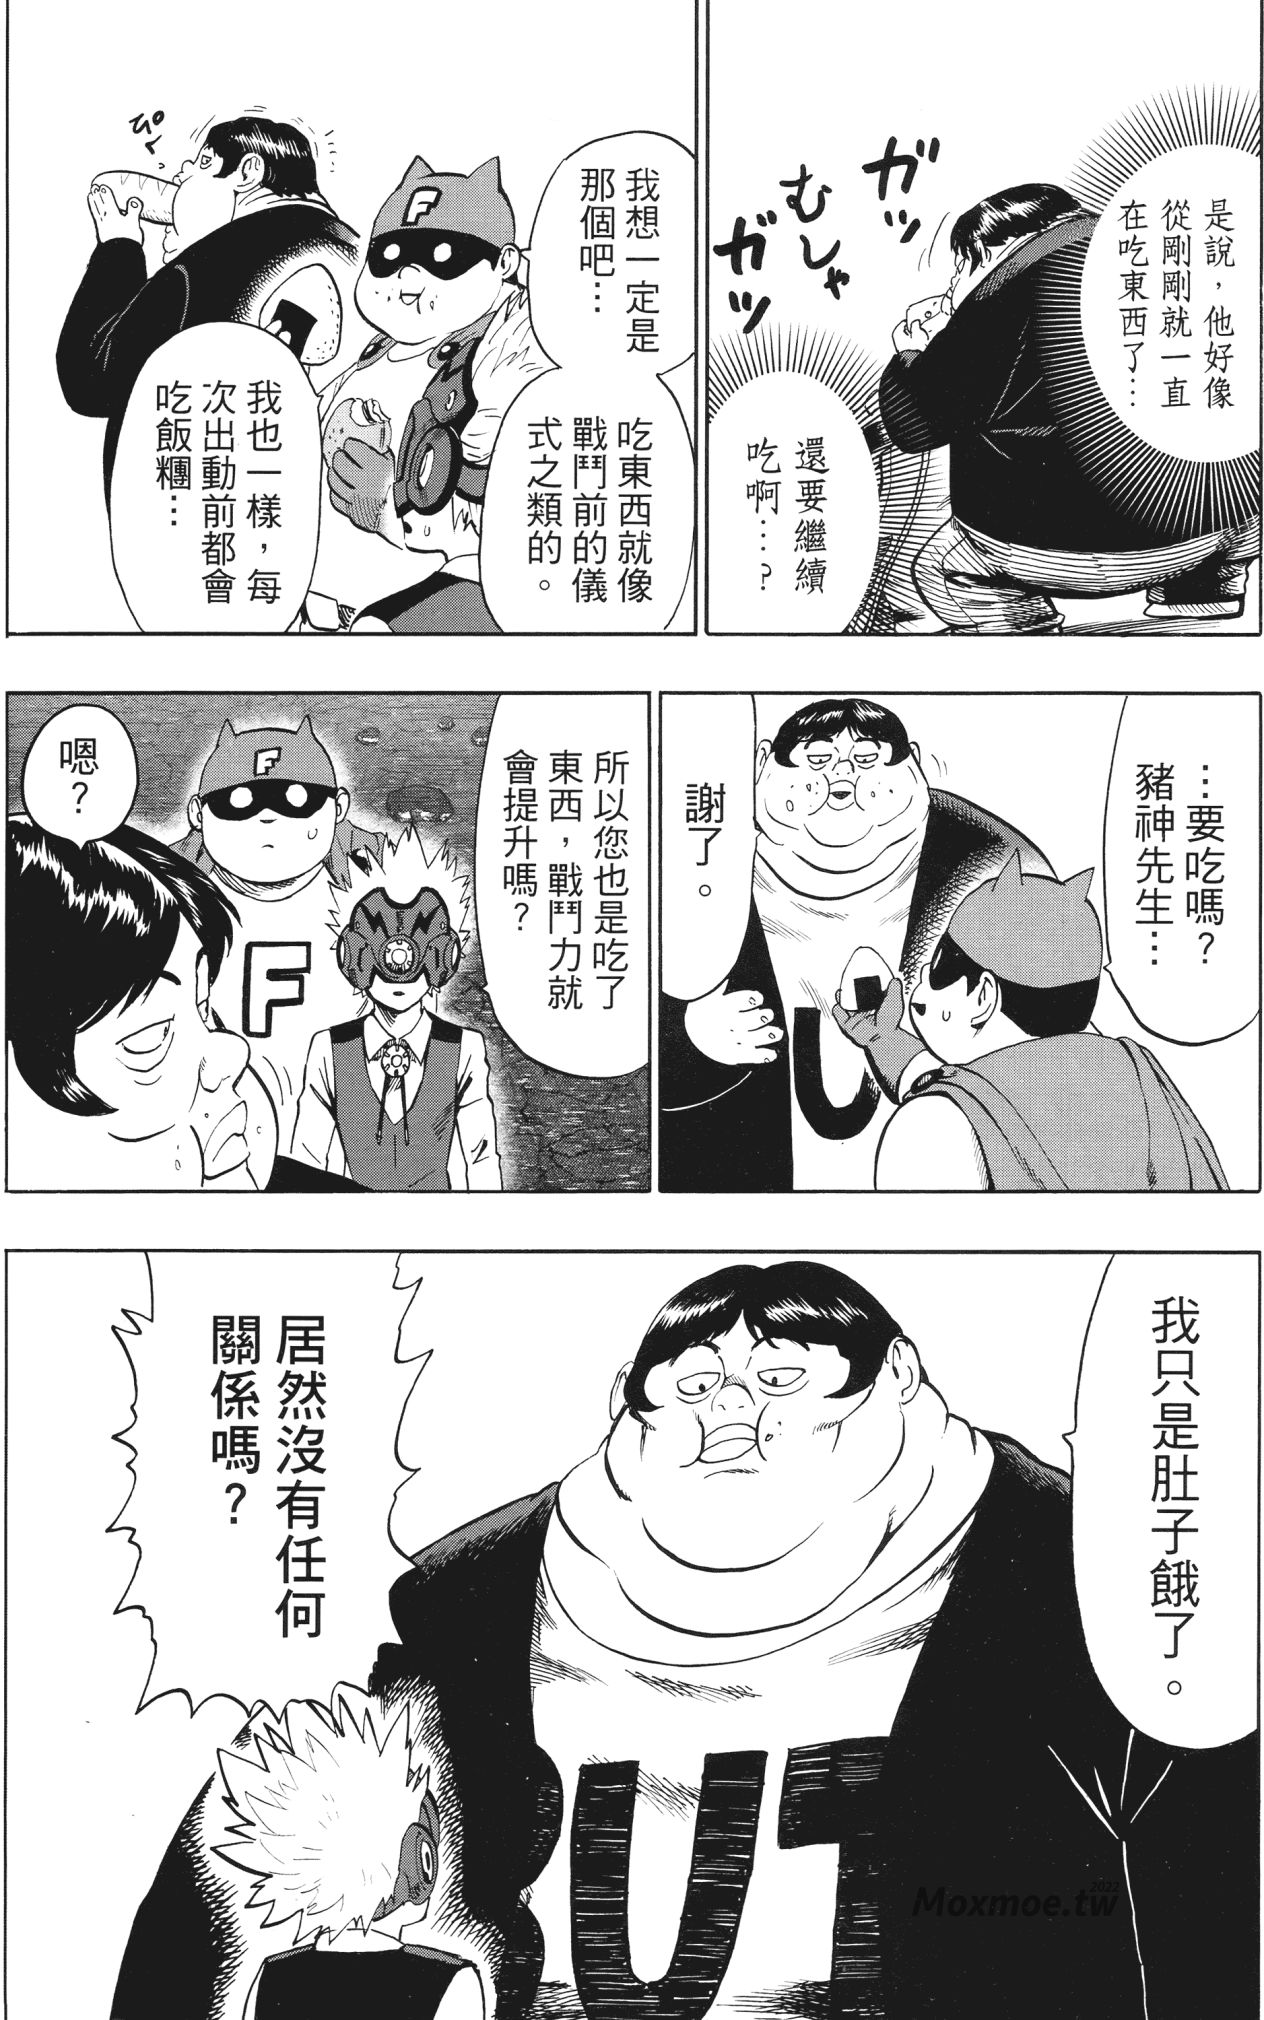 是說，他好像
從剛剛就一直
在吃東西了…
ガッ
むしゃ
ガッ
還要繼續
吃啊…？
我想一定是
那個吧…
吃東西就像
戰鬥前的儀
式之類的。
ぴく
F
我也一樣，每
次出動前都會
吃飯糰…
…要吃嗎？
豬神先生…
謝了。
U
所以您也是吃了
東西，戰鬥力就
會提升嗎？
F
F
嗯？
我只是肚子餓了。
居然沒有任何
關係嗎？
UT
2022
Moxmoe.tw